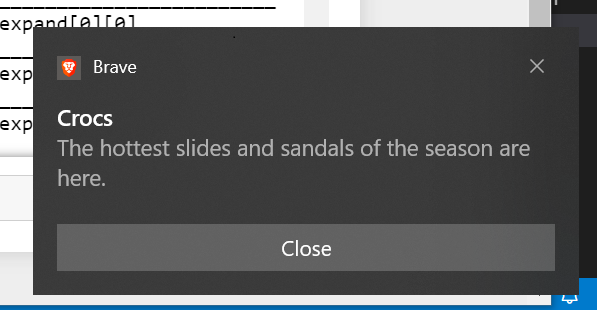 expand[0][0]
Brave
exp
Crocs
exp
The hottest slides and sandals of the season are
here.
Close